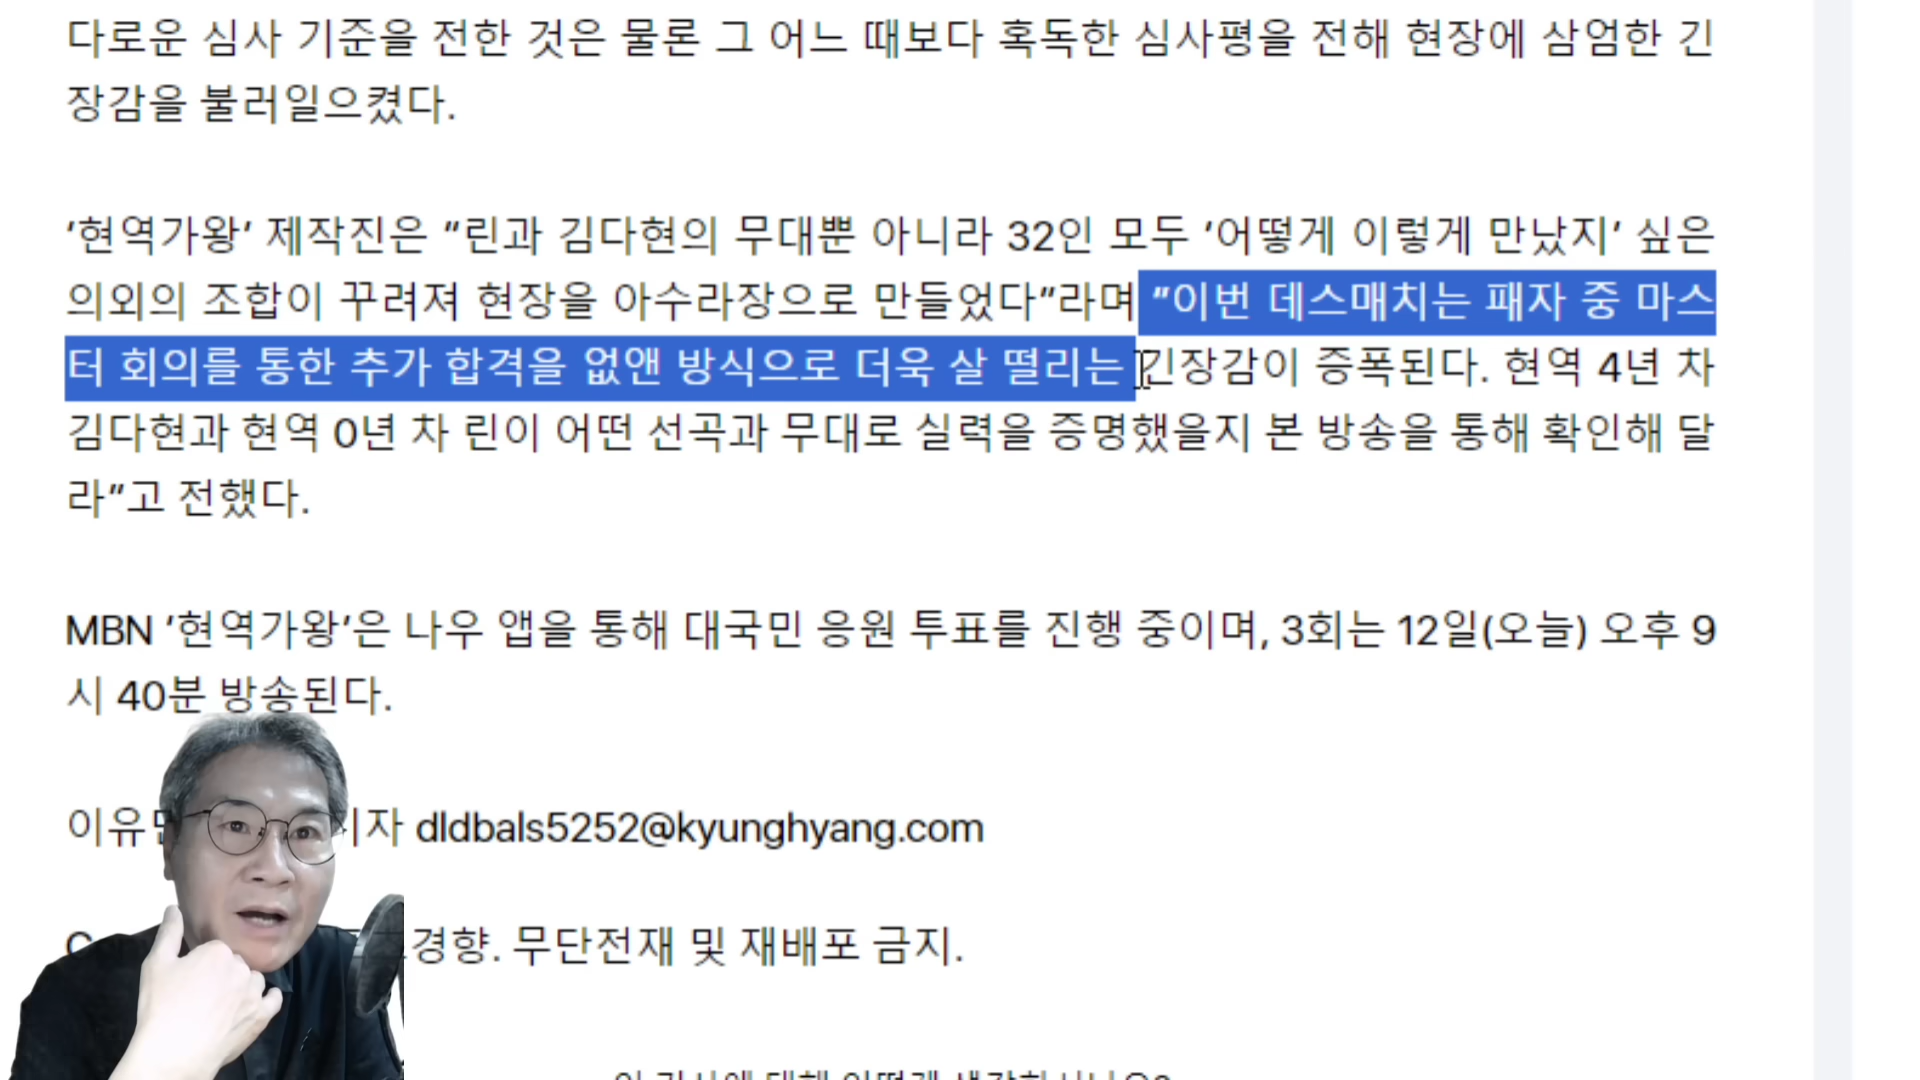 다로운 심사 기준을 전한 것은 물론 그 어느 때보다 혹독한 심사평을 전해 현장에 삼엄한 긴
장감을 불러일으켰다.
'현역가왕' 제작진은 "린과 김다현의 무대뿐 아니라 32인 모두 '어떻게 이렇게 만났지' 싶은
의외의 조합이 꾸려져 현장을 아수라장으로 만들었다"라며 "이번 데스매치는 패자 중 마스
터 회의를 통한 추가 합격을 없앤 방식으로 더욱 살 떨리는 긴장감이 증폭된다. 현역 4년 차
김다현과 현역 0년 차 린이 어떤 선곡과 무대로 실력을 증명했을지 본 방송을 통해 확인해 달
라"고 전했다.
MBN '현역가왕'은 나우 앱을 통해 대국민 응원 투표를 진행 중이며, 3회는 12일(오늘) 오후 9
시 40분 방송된다.
이유 기자 dldbals5252@kyunghyang.com
경향. 무단전재 및 재배포 금지.